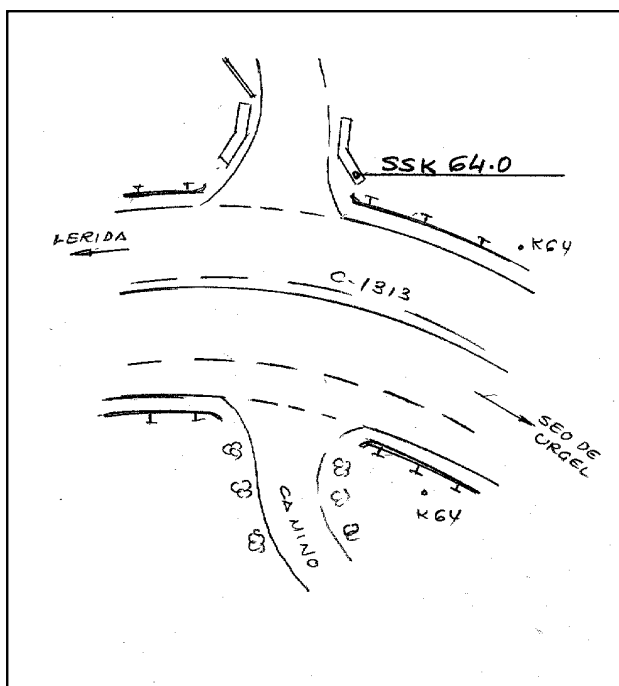 SSK 64.0
LERIDA
K64
C-1313
SEO DE
URGEL
K64
CAMINO